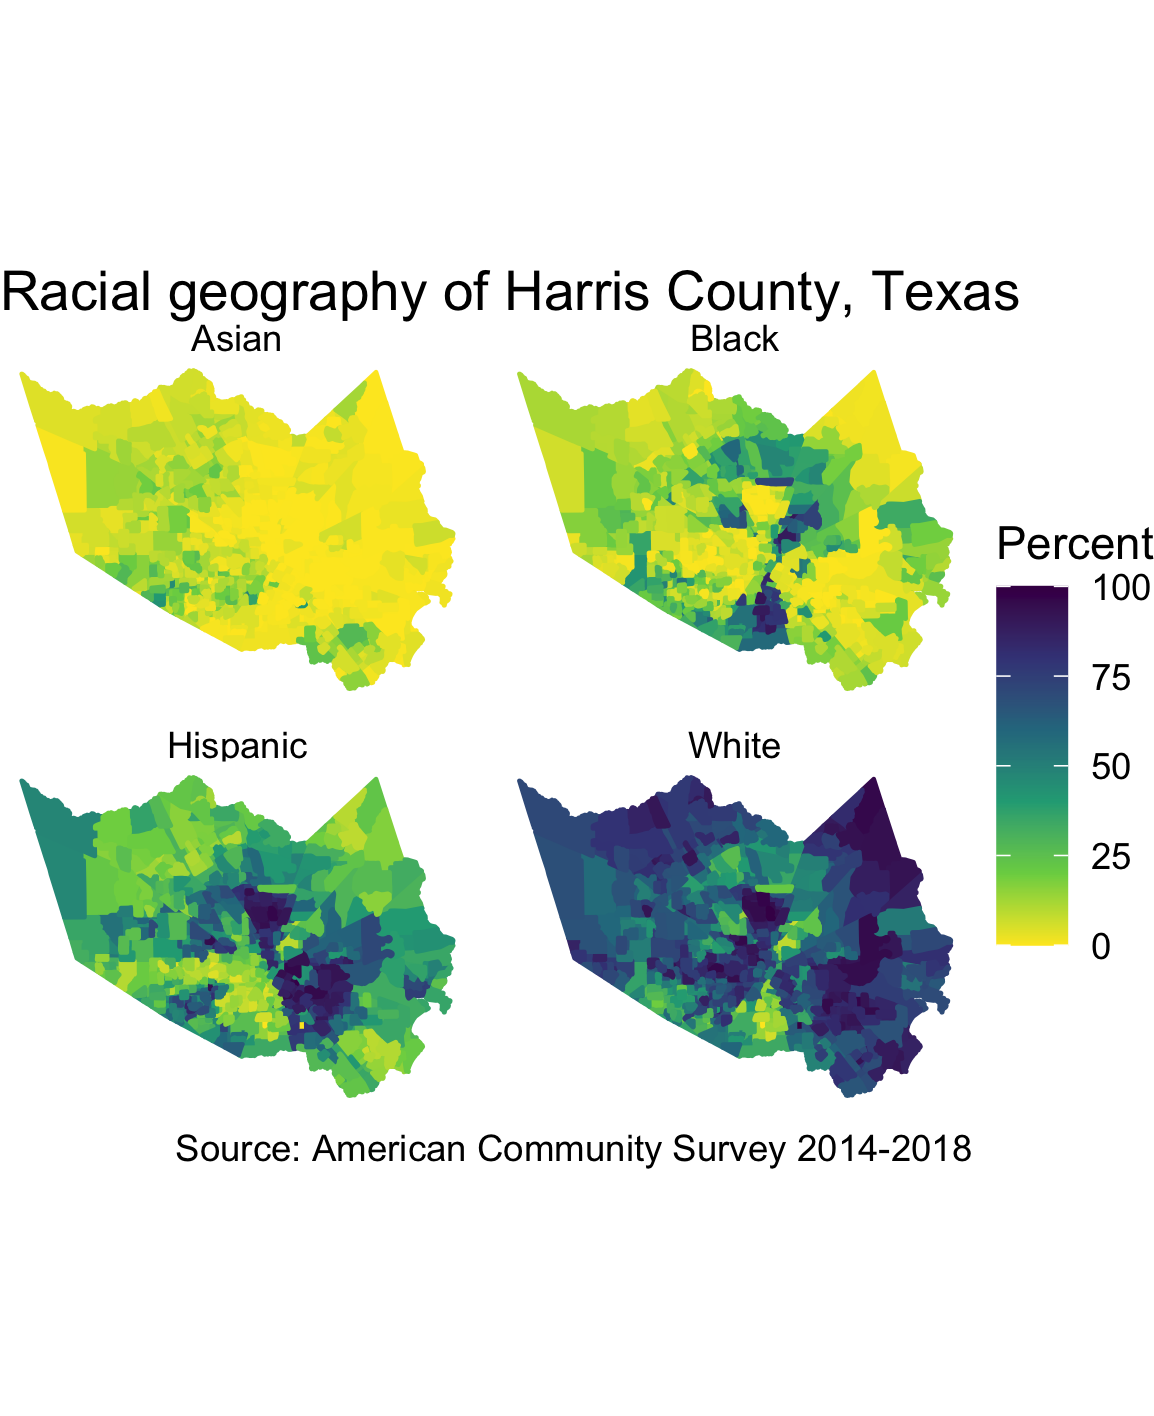 Racial geography of Harris County, Texas
Asian
Black
Hispanic
White
Percent
100
75
50
25
0
Source: American Community Survey 2014-2018